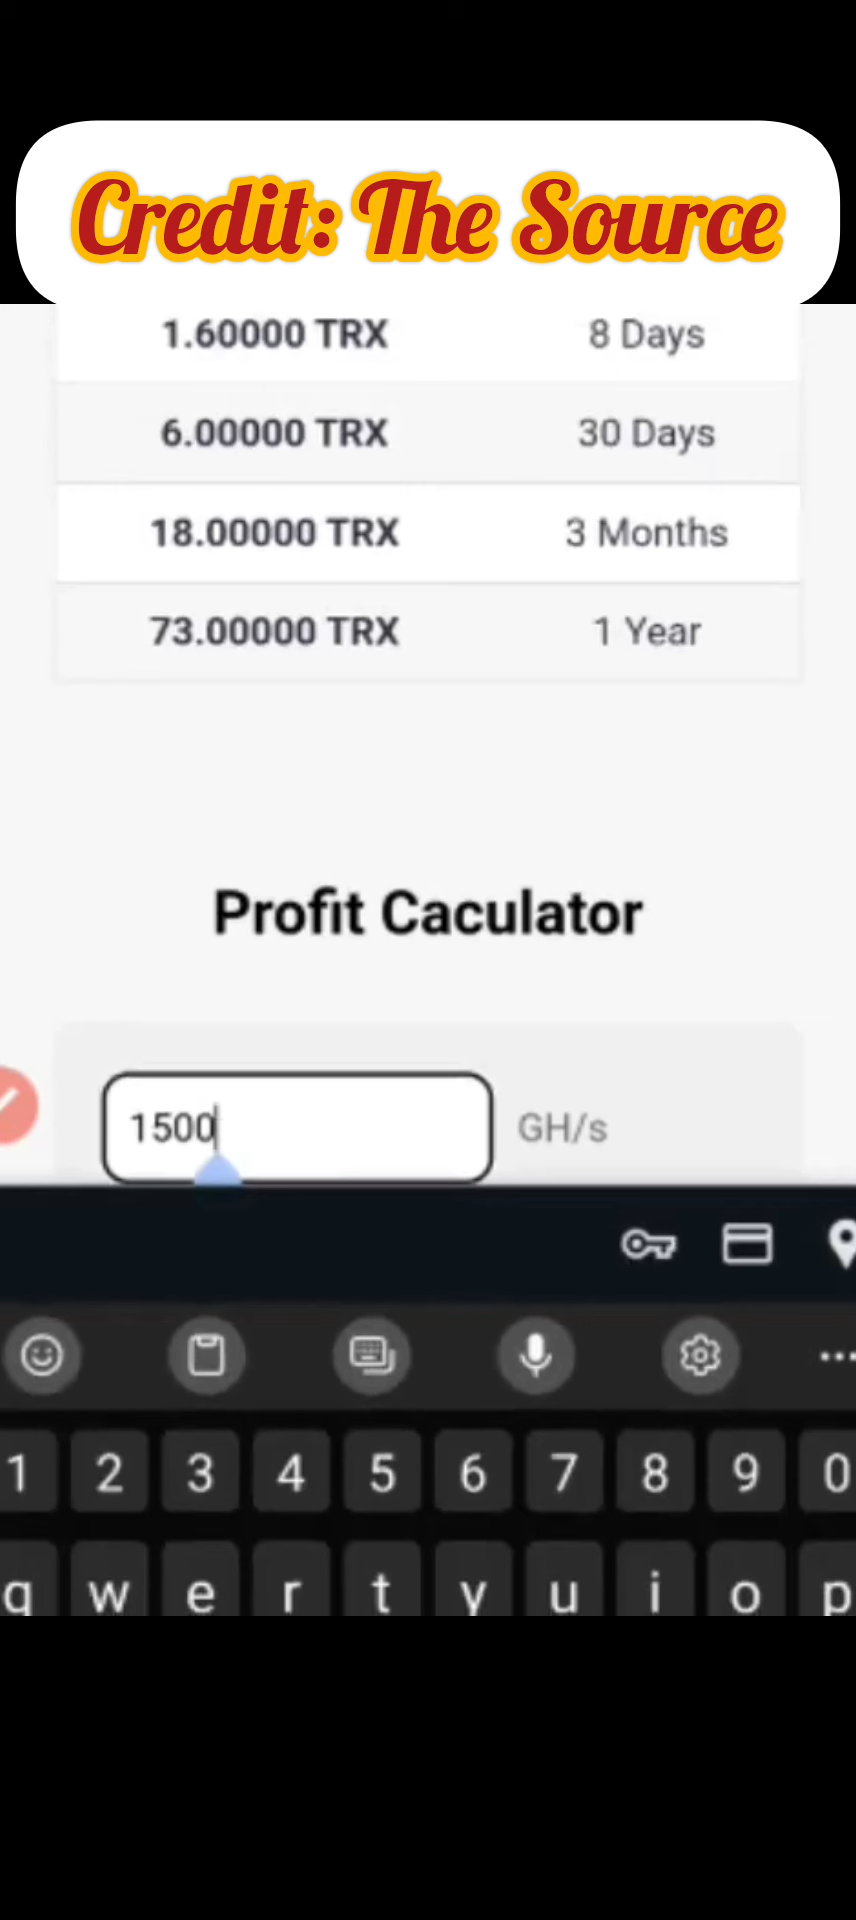 Credit: The Source
1.60000 TRX 8 Days
6.00000 TRX 30 Days
18.00000 TRX 3 Months
73.00000 TRX 1 Year
Profit Caculator
1500 GH/s
1 2 3 4 5 6 7 8 9 0
q w e r t y u i o p